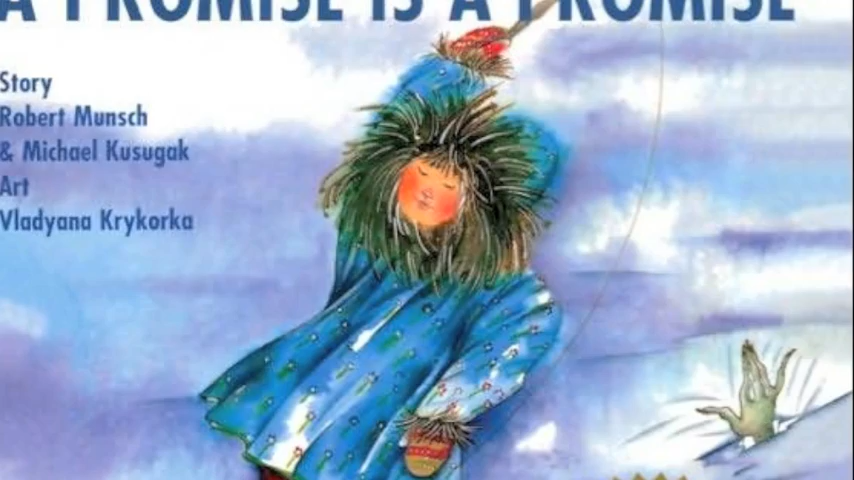 A PROMISE IS A PROMISE
Story
Robert Munsch
& Michael Kusugak
Art
Vladyana Krykorka